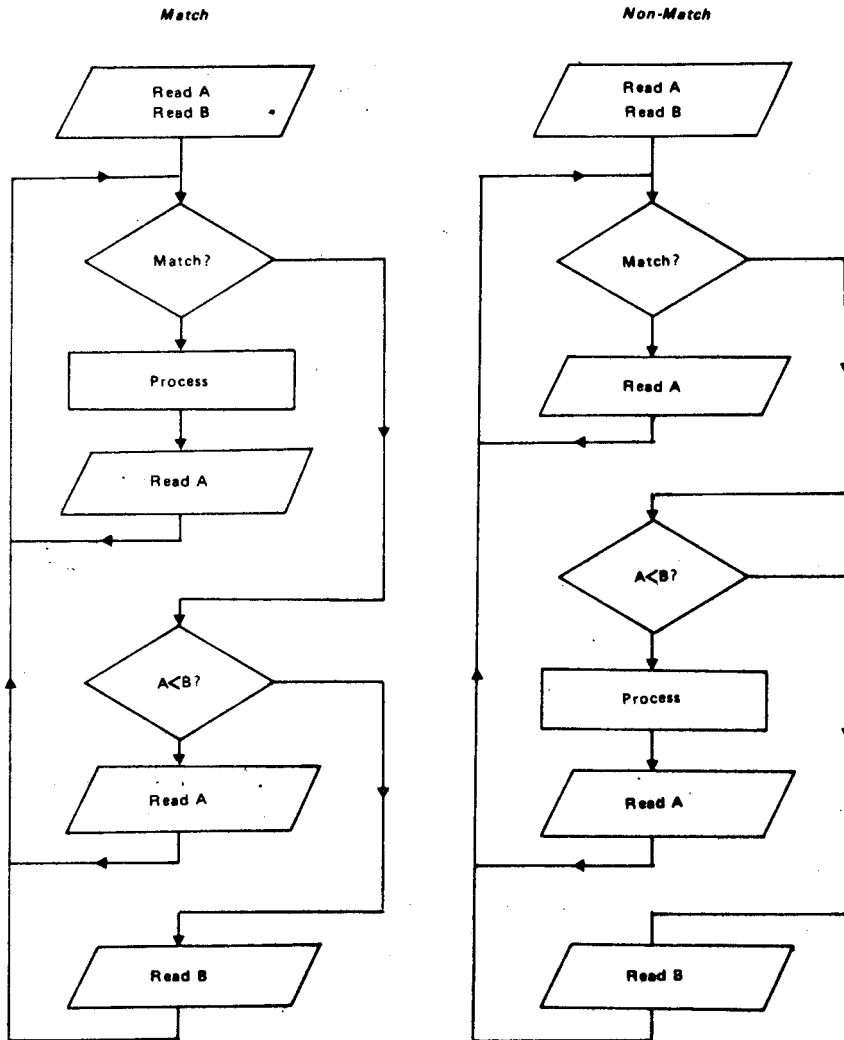 Match
Read A
Read B
Match?
Process
Read A
A<B?
Read A
Read B
Non-Match
Read A
Read B
Match?
Read A
A<B?
Process
Read A
Read B